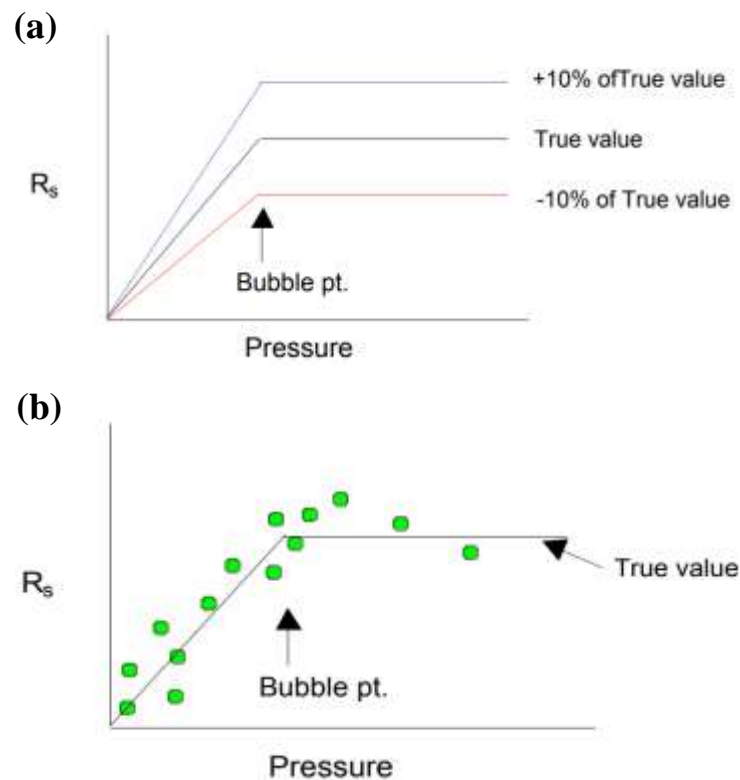 (a)
+10% ofTrue value
True value
Rs
-10% of True value
Bubble pt.
Pressure
(b)
True value
Rs
Bubble pt.
Pressure